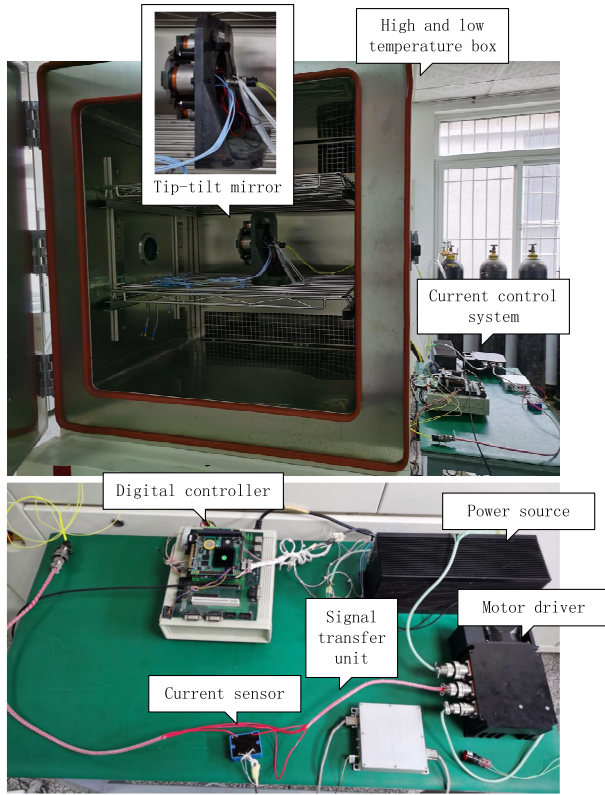 High and low
temperature box
Tip-tilt mirror
Current control
system
Digital controller
Power source
Motor driver
Signal
transfer
unit
Current sensor